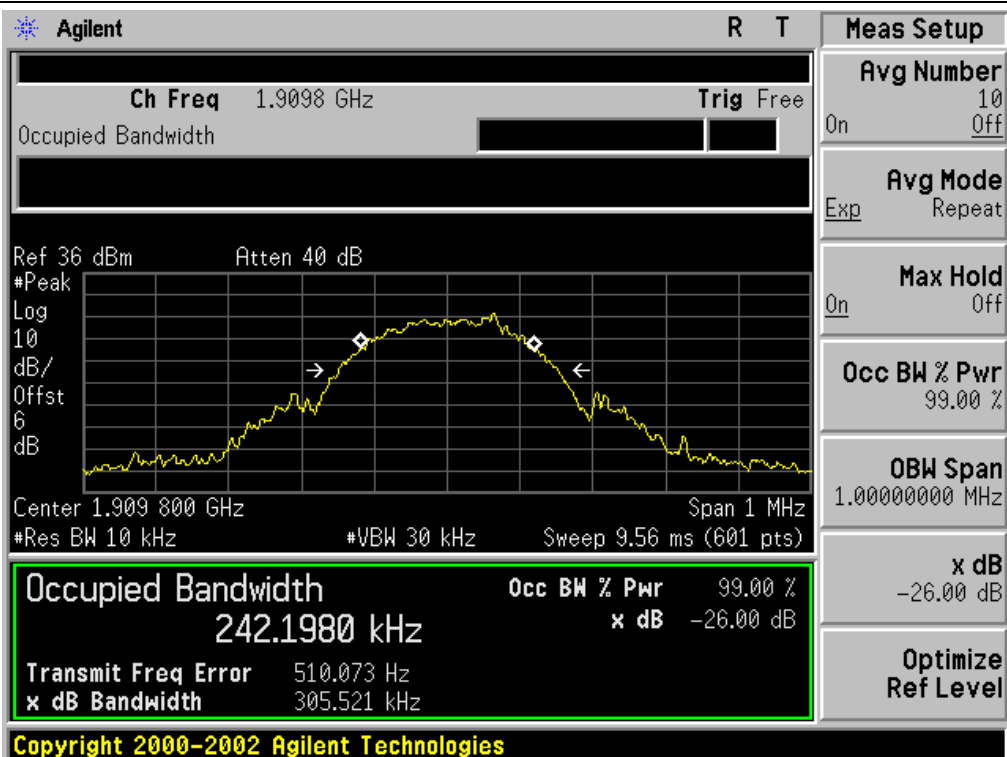 Agilent R T Meas Setup
Ch Freq 1.9098 GHz Trig Free
Occupied Bandwidth
Avg Number
10
On Off
Avg Mode
Exp Repeat
Max Hold
On Off
Occ BW % Pwr
99.00 %
OBW Span
1.00000000 MHz
x dB
-26.00 dB
Optimize
Ref Level
Ref 36 dBm Atten 40 dB
#Peak
Log
10
dB/
Offst
6
dB
Center 1.909 800 GHz Span 1 MHz
#Res BW 10 kHz #VBW 30 kHz Sweep 9.56 ms (601 pts)
Occupied Bandwidth Occ BW % Pwr 99.00 %
242.1980 kHz x dB -26.00 dB
Transmit Freq Error 510.073 Hz
x dB Bandwidth 305.521 kHz
Copyright 2000-2002 Agilent Technologies